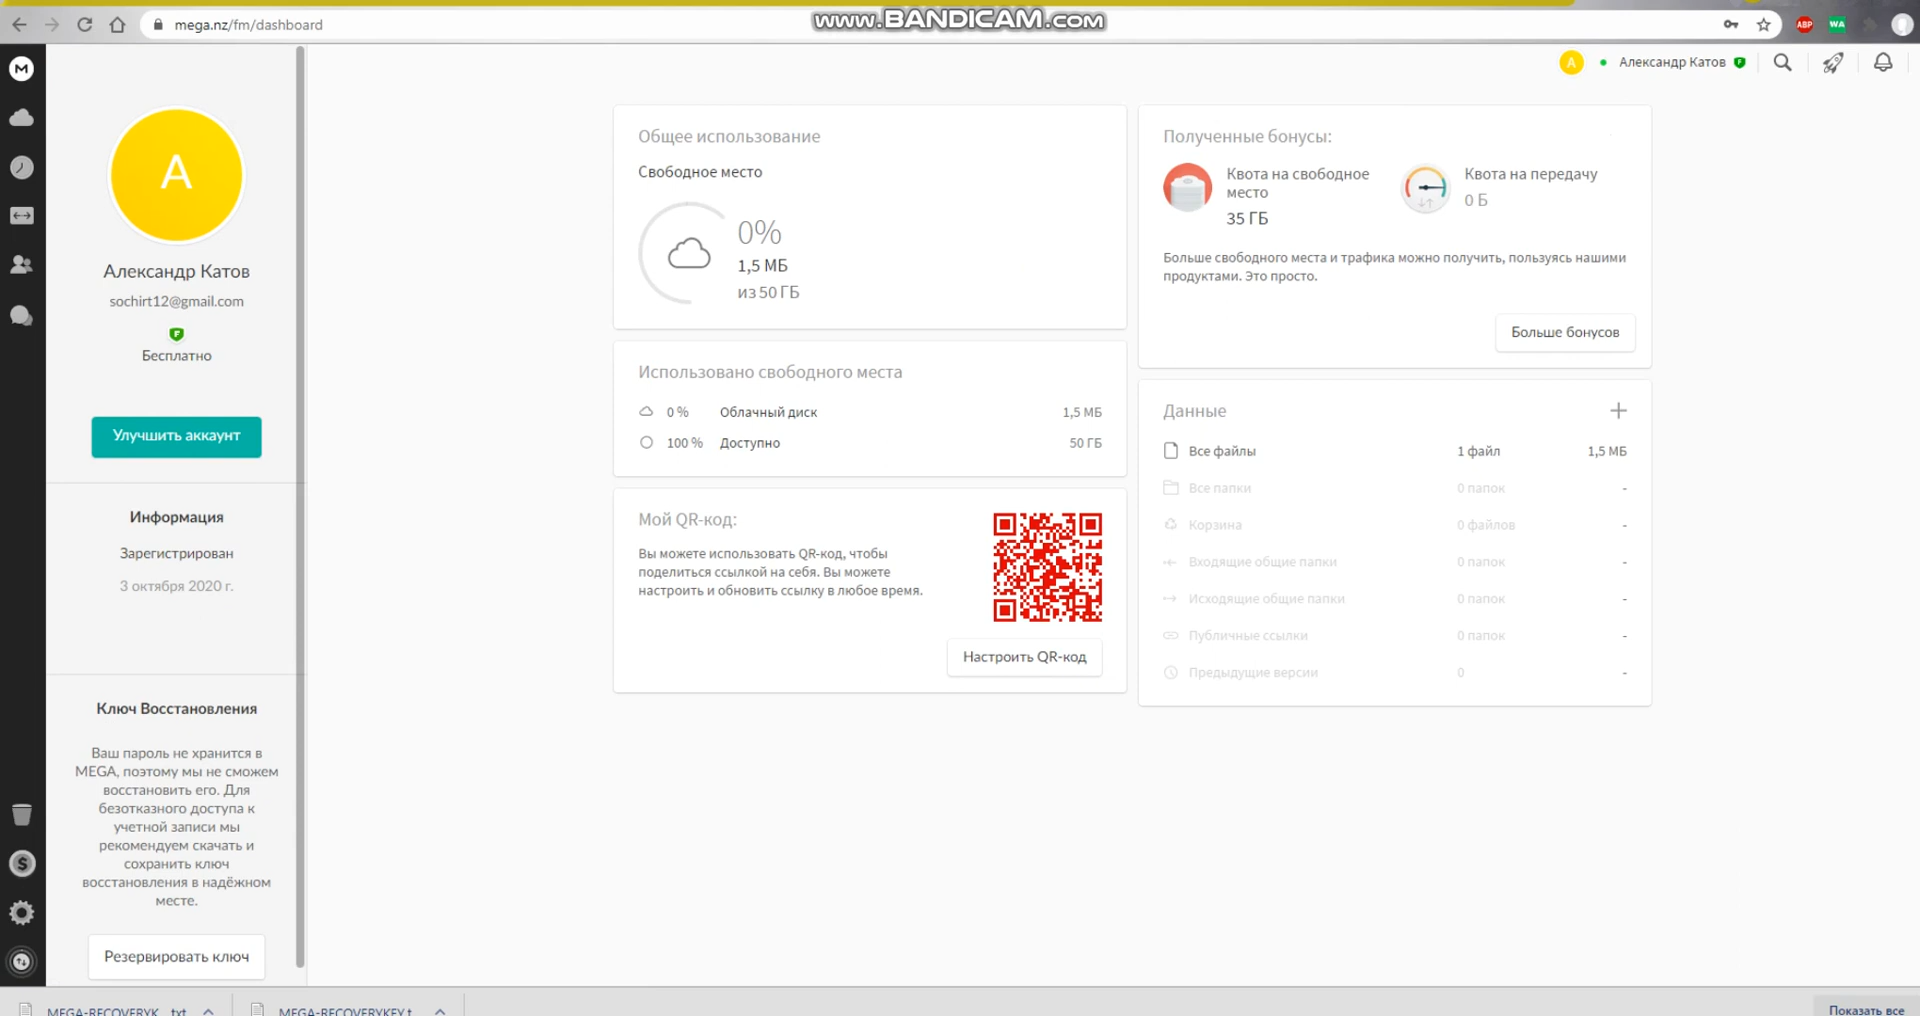 mega.nz/fm/dashboard
www.BANDICAM.com
ABP
WA
M
A
Александр Катов
A
Александр Катов
sochirt12@gmail.com
Бесплатно
Улучшить аккаунт
Информация
Зарегистрирован
3 октября 2020 г.
Ключ Восстановления
Ваш пароль не хранится в
MEGA, поэтому мы не сможем
восстановить его. Для
безотказного доступа к
учетной записи мы
рекомендуем скачать и
сохранить ключ
восстановления в надёжном
месте.
Резервировать ключ
Общее использование
Свободное место
0%
1,5 МБ
из 50 ГБ
Использовано свободного места
0 % Облачный диск 1,5 МБ
100 % Доступно 50 ГБ
Мой QR-код:
Вы можете использовать QR-код, чтобы
поделиться ссылкой на себя. Вы можете
настроить и обновить ссылку в любое время.
Настроить QR-код
Полученные бонусы:
Квота на свободное
место
35 ГБ
Квота на передачу
0 Б
Больше свободного места и трафика можно получить, пользуясь нашими
продуктами. Это просто.
Больше бонусов
Данные
Все файлы 1 файл 1,5 МБ
Все папки 0 папок -
Корзина 0 файлов -
Входящие общие папки 0 папок -
Исходящие общие папки 0 папок -
Публичные ссылки 0 папок -
Предыдущие версии 0 -
MEGA-RECOVERYK....txt
MEGA-RECOVERYKEY.t...
Показать все